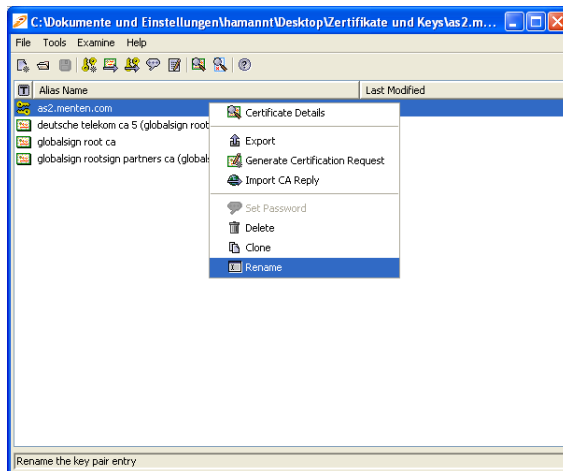 C:\Dokumente und Einstellungen\hamannt\Desktop\Zertifikate und Keys\as2.m...
File Tools Examine Help
T Alias Name Last Modified
as2.menten.com
deutsche telekom ca 5 (globalsign root
globalsign root ca
globalsign rootsign partners ca (globals
Certificate Details
Export
Generate Certification Request
Import CA Reply
Set Password
Delete
Clone
Rename
Rename the key pair entry